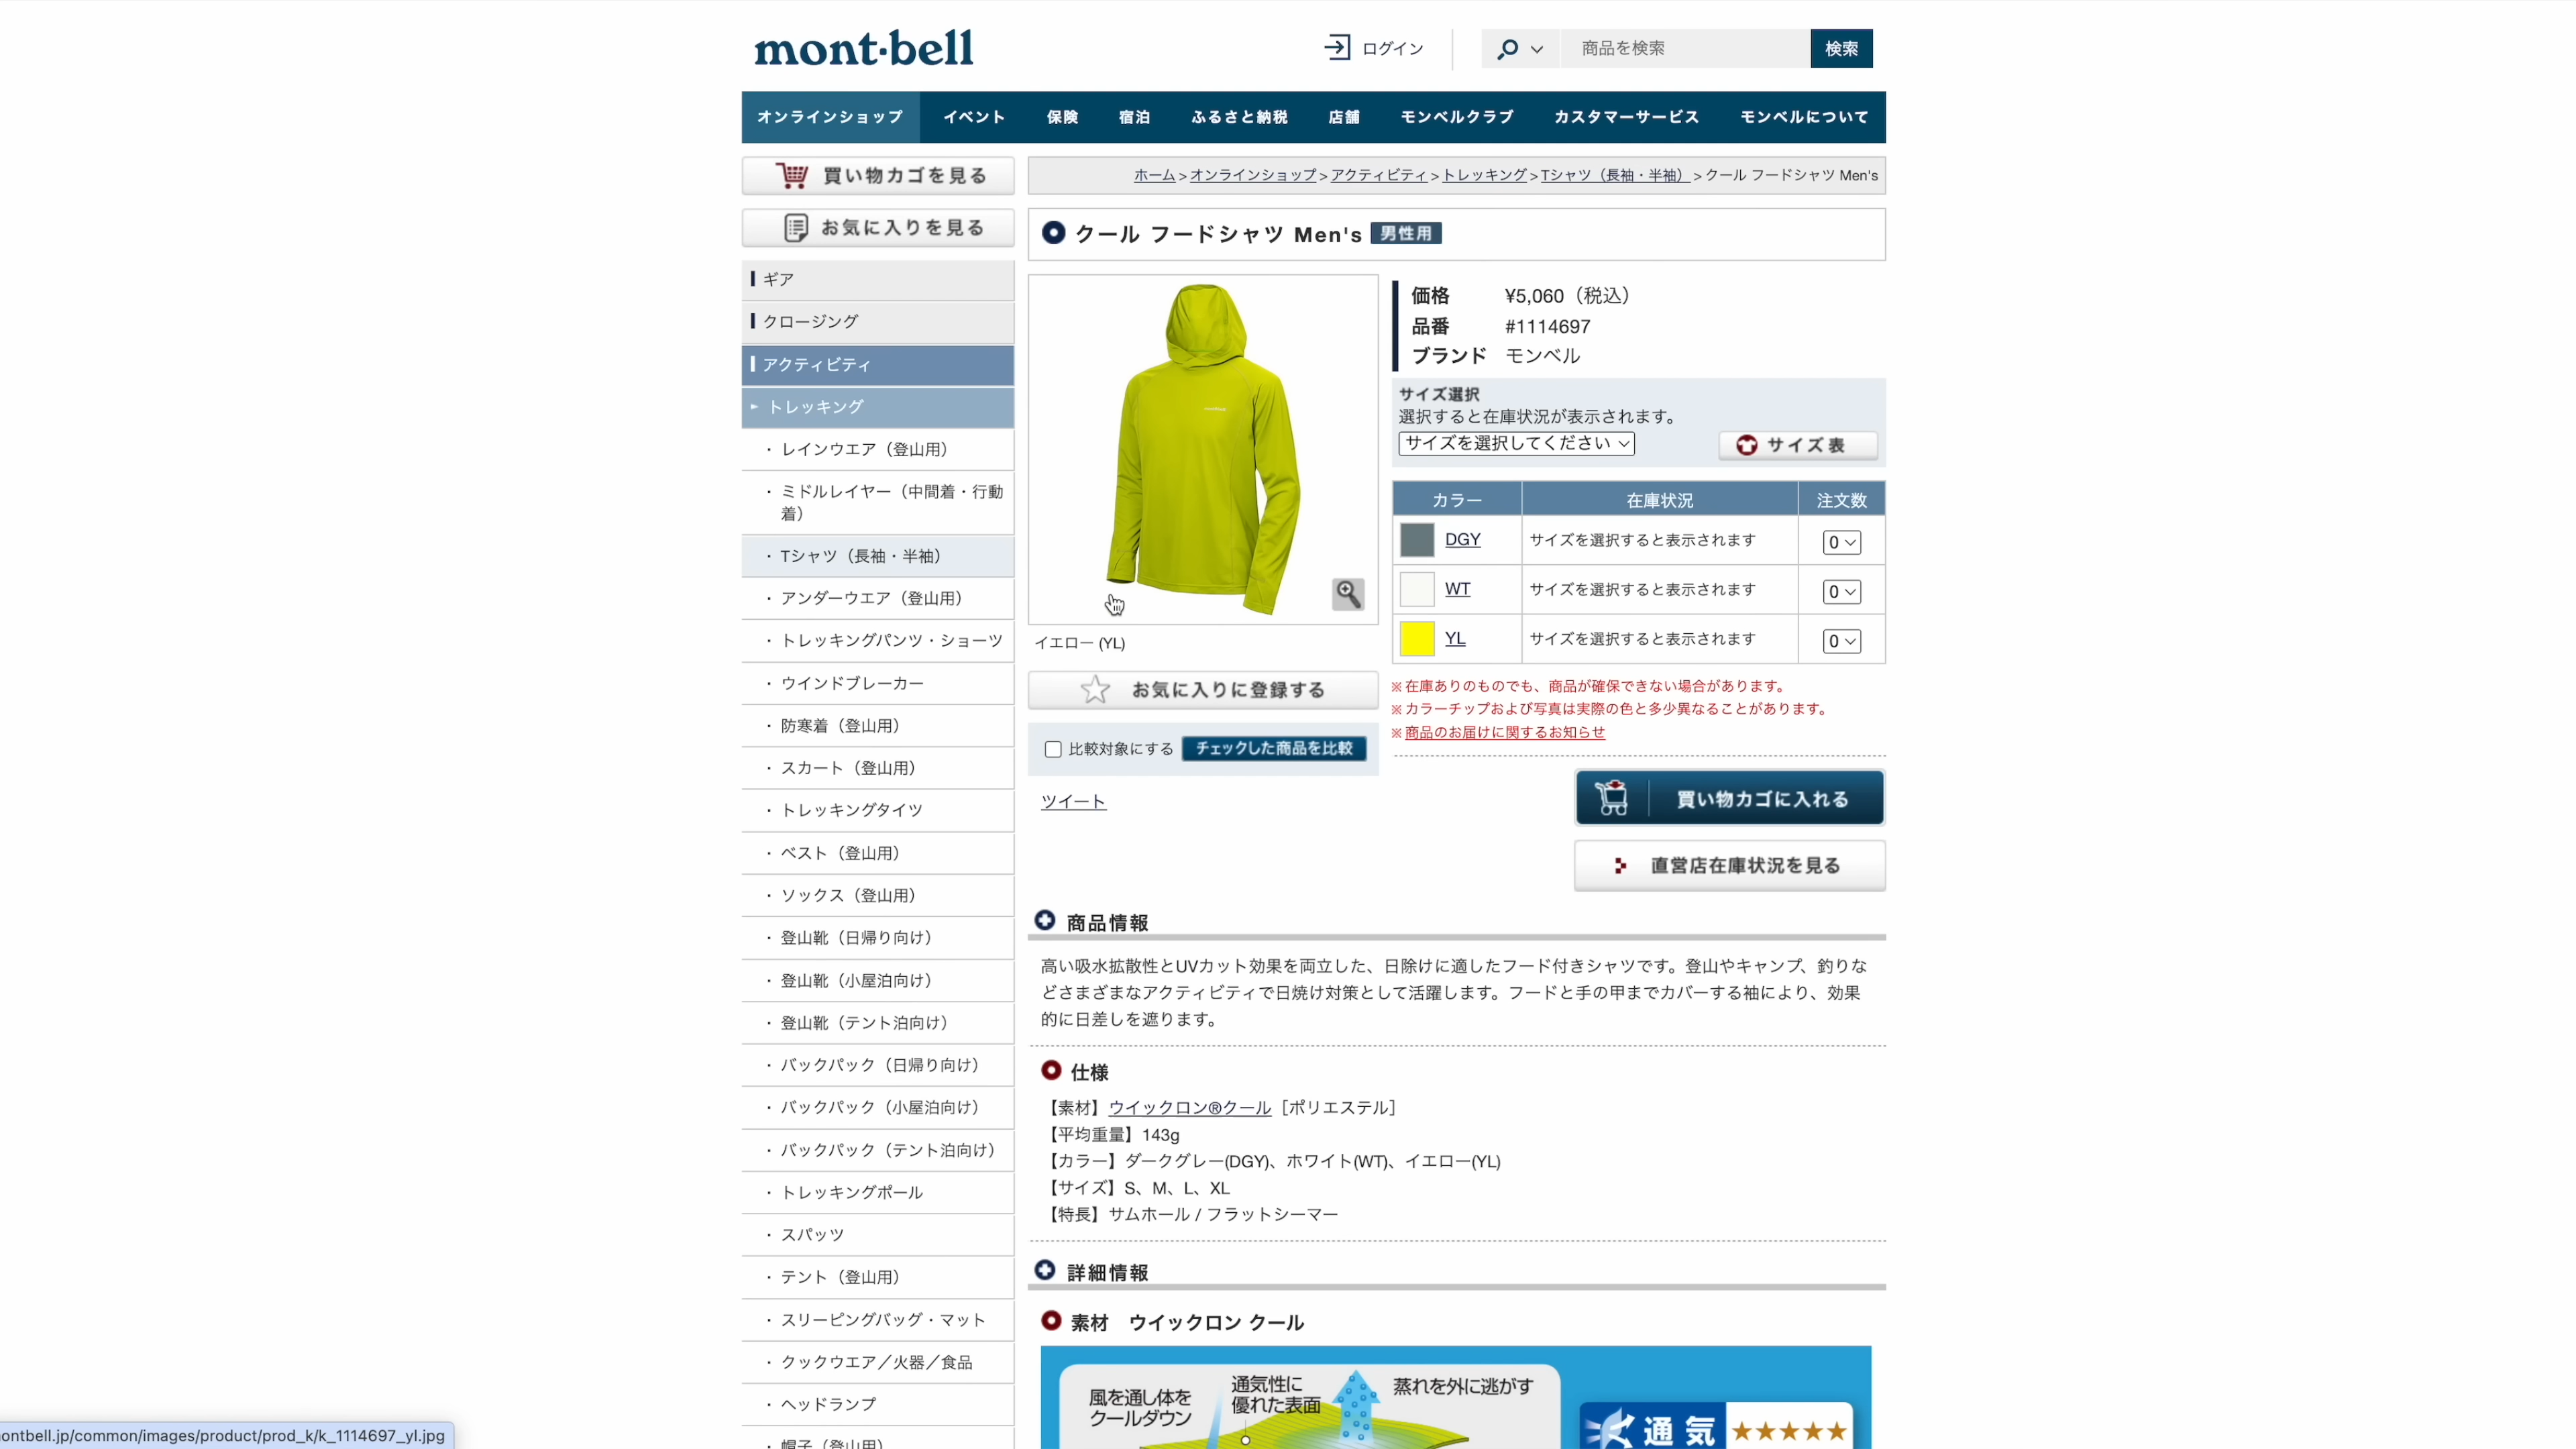 mont·bell
ログイン
商品を検索
検索
オンラインショップ イベント 保険 宿泊 ふるさと納税 店舗 モンベルクラブ カスタマーサービス モンベルについて
買い物カゴを見る
お気に入りを見る
ギア
クロージング
アクティビティ
トレッキング
・レインウエア（登山用）
・ミドルレイヤー（中間着・行動
着）
・Tシャツ（長袖・半袖）
・アンダーウエア（登山用）
・トレッキングパンツ・ショーツ
・ウインドブレーカー
・防寒着（登山用）
・スカート（登山用）
・トレッキングタイツ
・ベスト（登山用）
・ソックス（登山用）
・登山靴（日帰り向け）
・登山靴（小屋泊向け）
・登山靴（テント泊向け）
・バックパック（日帰り向け）
・バックパック（小屋泊向け）
・バックパック（テント泊向け）
・トレッキングポール
・スパッツ
・テント（登山用）
・スリーピングバッグ・マット
・クックウエア／火器／食品
・ヘッドランプ
・帽子（登山用）
ホーム > オンラインショップ > アクティビティ > トレッキング > Tシャツ（長袖・半袖） > クール フードシャツ Men's
クール フードシャツ Men's 男性用
イエロー (YL)
お気に入りに登録する
比較対象にする チェックした商品を比較
ツイート
価格 ¥5,060（税込）
品番 #1114697
ブランド モンベル
サイズ選択
選択すると在庫状況が表示されます。
サイズを選択してください
サイズ表
カラー 在庫状況 注文数
DGY サイズを選択すると表示されます 0
WT サイズを選択すると表示されます 0
YL サイズを選択すると表示されます 0
※在庫ありのものでも、商品が確保できない場合があります。
※カラーチップおよび写真は実際の色と多少異なることがあります。
※商品のお届けに関するお知らせ
買い物カゴに入れる
直営店在庫状況を見る
商品情報
高い吸水拡散性とUVカット効果を両立した、日除けに適したフード付きシャツです。登山やキャンプ、釣りな
どさまざまなアクティビティで日焼け対策として活躍します。フードと手の甲までカバーする袖により、効果
的に日差しを遮ります。
仕様
【素材】ウイックロン®クール［ポリエステル］
【平均重量】143g
【カラー】ダークグレー(DGY)、ホワイト(WT)、イエロー(YL)
【サイズ】S、M、L、XL
【特長】サムホール / フラットシーマー
詳細情報
素材 ウイックロン クール
風を通し体を
クールダウン
通気性に
優れた表面
蒸れを外に逃がす
通気 ★★★★★
ontbell.jp/common/images/product/prod_k/k_1114697_yl.jpg